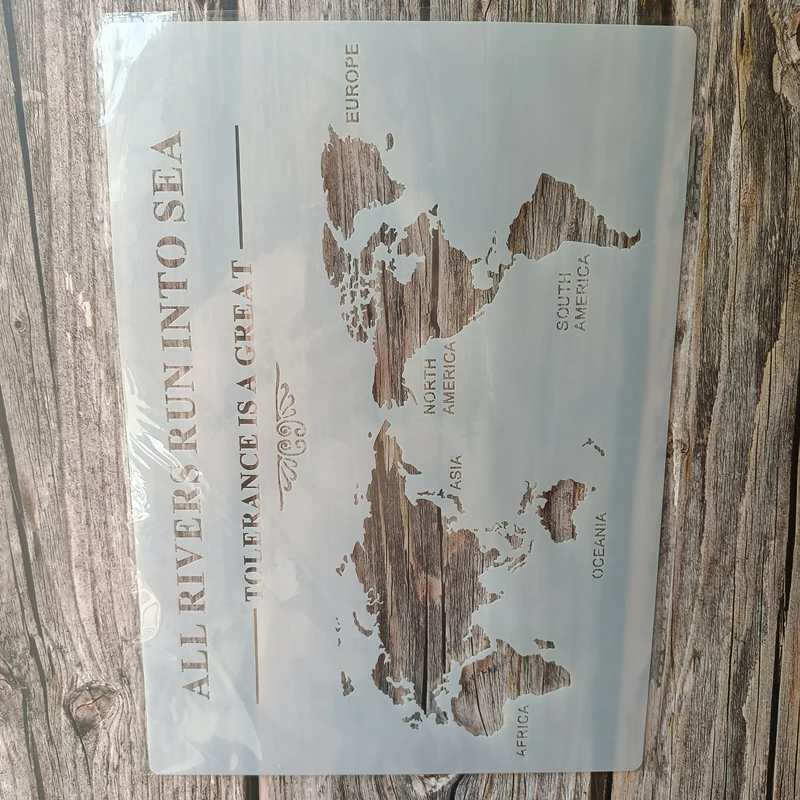 ALL RIVERS RUN INTO SEA
TOLERANCE IS A GREAT
AFRICA
ASIA
OCEANIA
NORTH
AMERICA
SOUTH
AMERICA
EUROPE